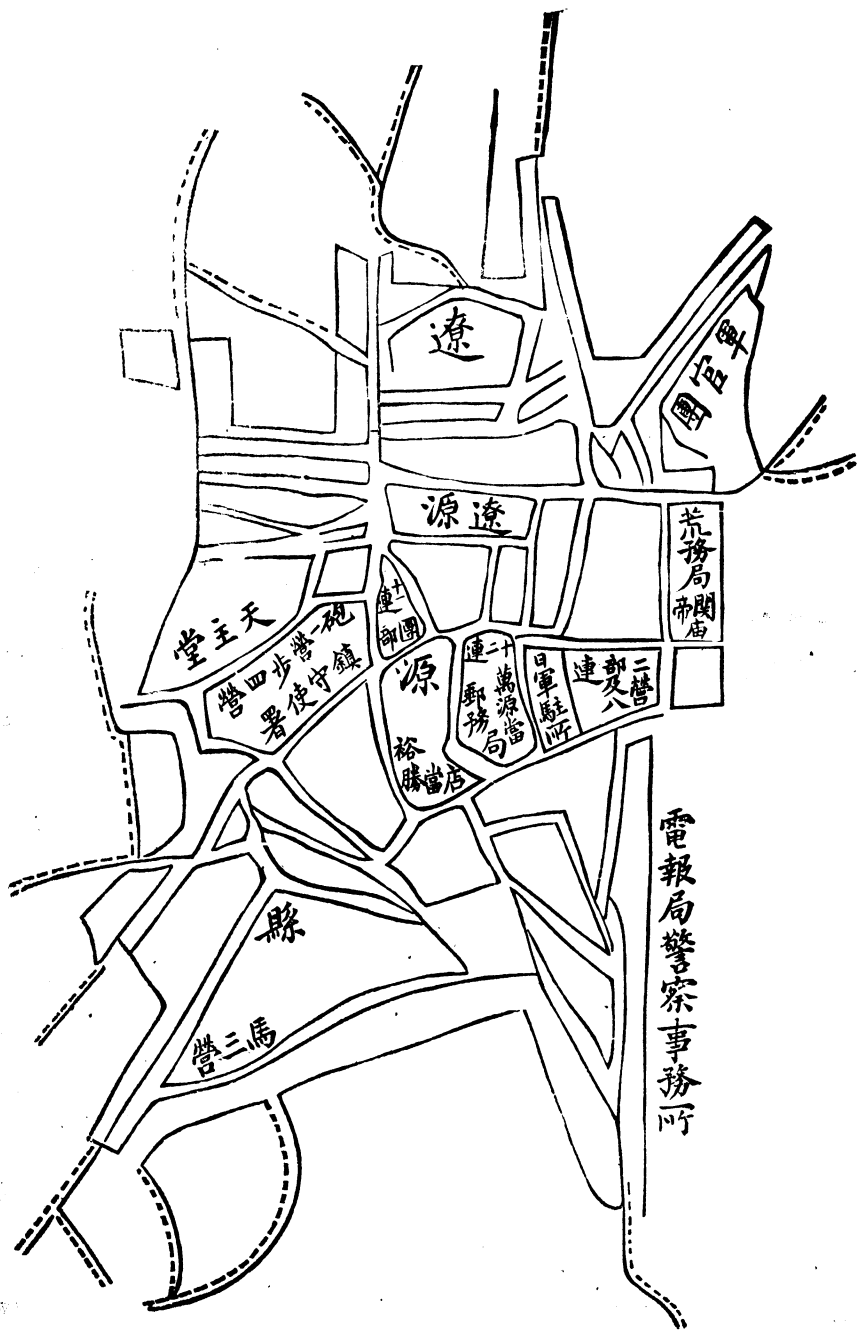 遼
軍官團
遼源
荒務局
關帝廟
天主堂
砲一營步四營
鎮守使署
十一連
團部
源
裕勝當店
十二連
萬源當
郵務局
日軍駐所
二營部及八連
縣
馬三營
電報局警察事務所